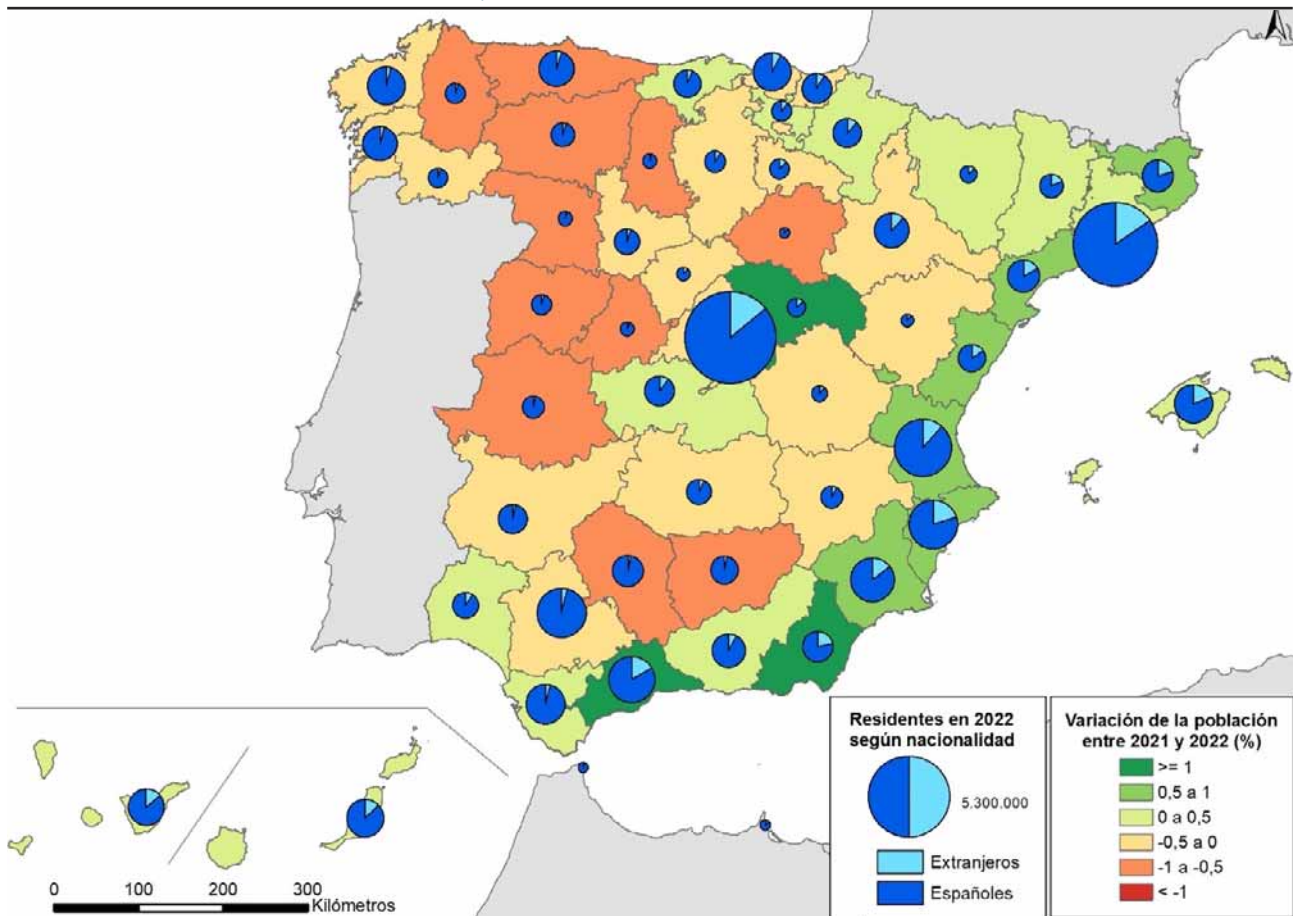 Residentes en 2022
según nacionalidad
5.300.000
Extranjeros
Españoles
Variación de la población
entre 2021 y 2022 (%)
>= 1
0,5 a 1
0 a 0,5
-0,5 a 0
-1 a -0,5
< -1
0 100 200 300
Kilómetros